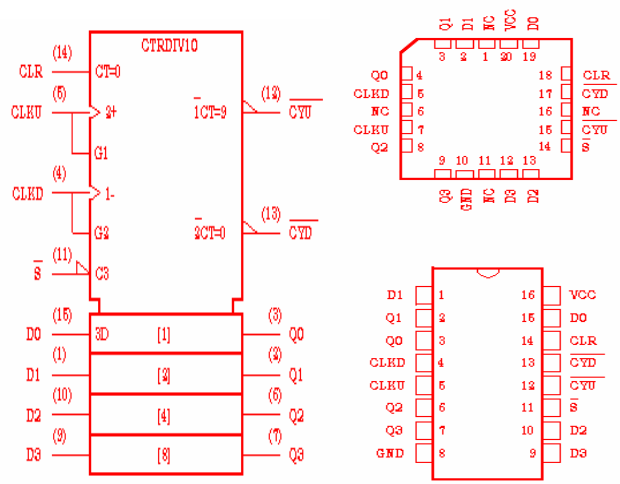 CTRDIV10
(14)
CLR CT=0
(5) (12)
CLKU 2+ 1CT=9 CYU
G1
(4)
CLKD 1- (13)
G2 2CT=0 CYD
(11)
S C3
(15) (3)
D0 3D [1] Q0
(1) (2)
D1 [2] Q1
(10) (6)
D2 [4] Q2
(9) (7)
D3 [8] Q3
Q1 D1 NC VCC D0
3 2 1 20 19
Q0 4 18 CLR
CLKD 5 17 CYD
NC 6 16 NC
CLKU 7 15 CYU
Q2 8 14 S
9 10 11 12 13
Q3 GND NC D3 D2
D1 1 16 VCC
Q1 2 15 D0
Q0 3 14 CLR
CLKD 4 13 CYD
CLKU 5 12 CYU
Q2 6 11 S
Q3 7 10 D2
GND 8 9 D3